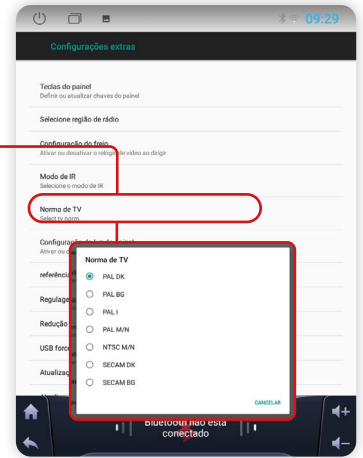 09:29
Configurações extras
Teclas do painel
Definir ou atualizar chaves do painel
Selecione região de rádio
Configuração do freio
Ativar ou desativar o relógio de vídeo ao dirigir
Modo de IR
Selecione o modo de IR
Norma de TV
Select tv norm
Configuraç
Ativer ou
referência
Regulage
Redução
USB force
Atualizaç
Norma de TV
PAL DK
PAL BG
PAL I
PAL M/N
NTSC M/N
SECAM DK
SECAM BG
CANCELAR
Bluetooth não está
conectado